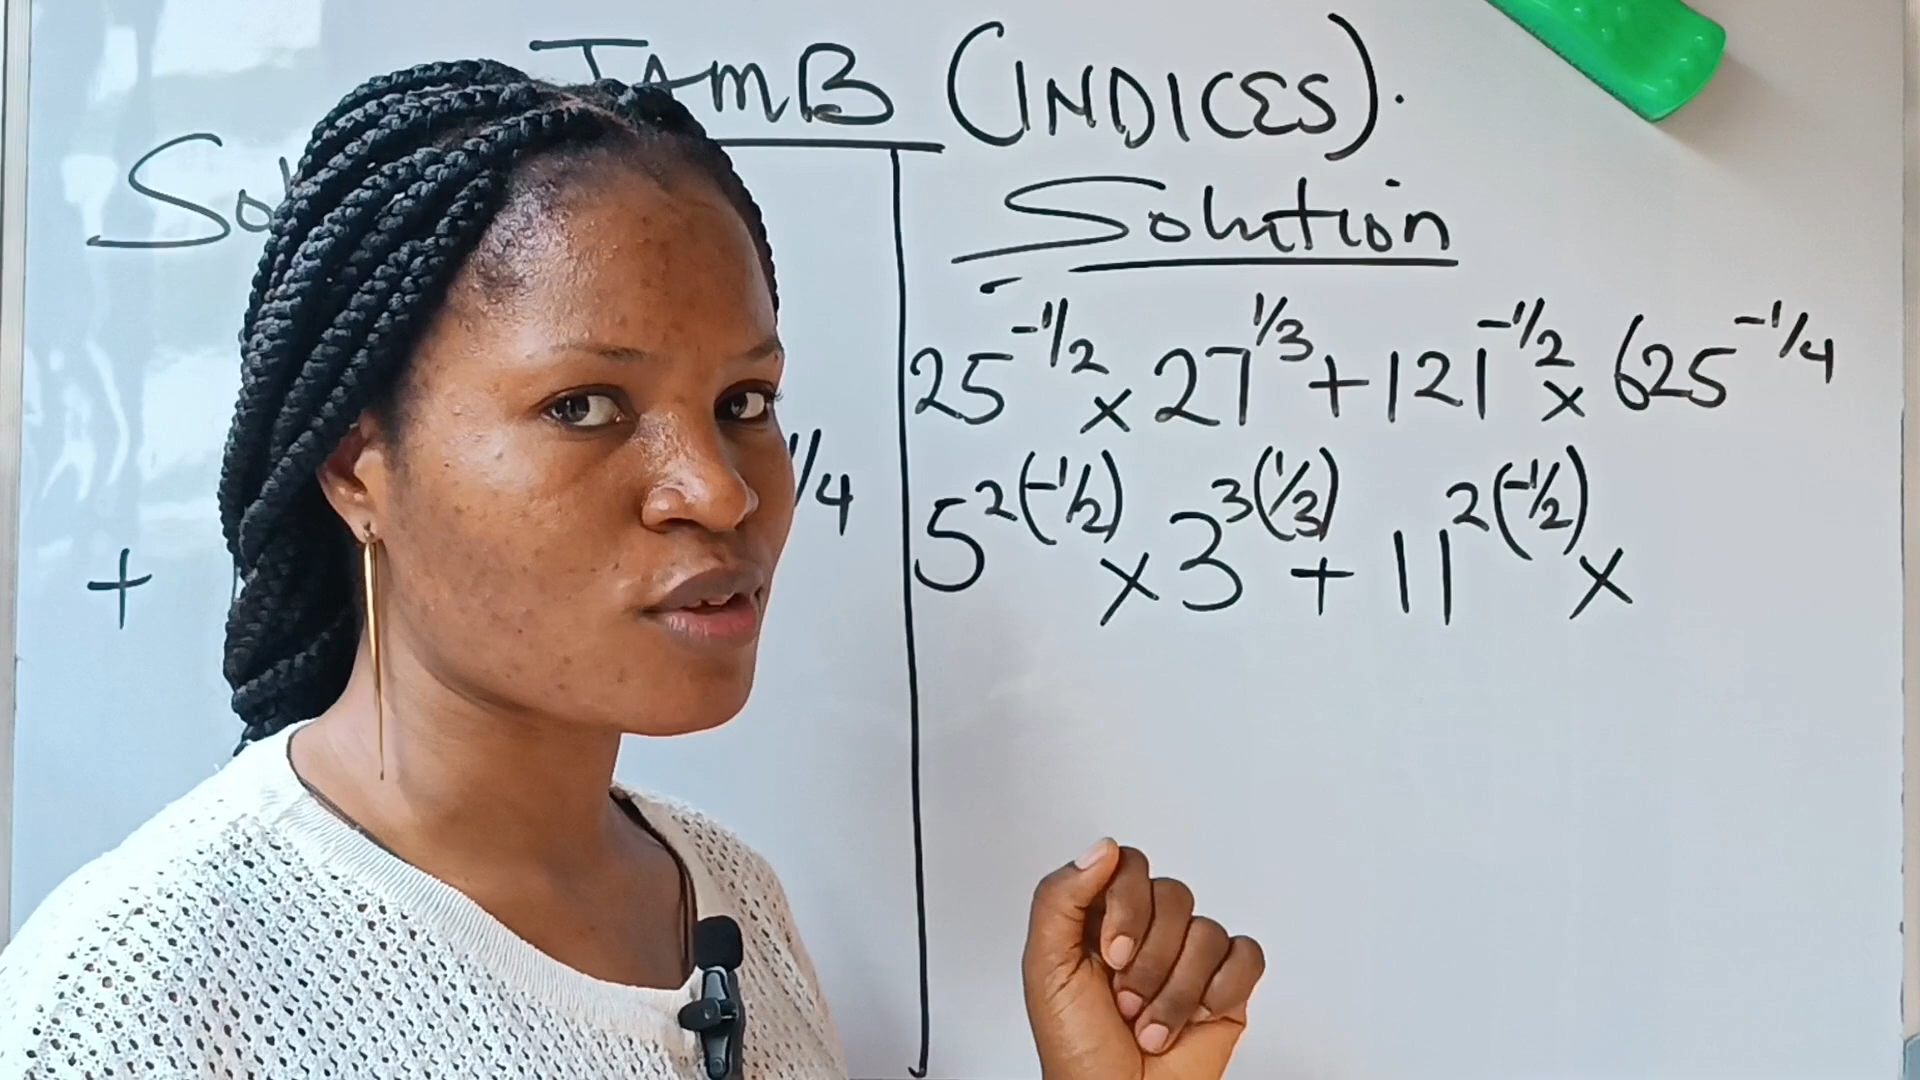 JAMB (INDICES).
Solution
25^-1/2 × 27^1/3 + 121^-1/2 × 625^-1/4
5^2(-1/2) × 3^3(1/3) + 11^2(-1/2) ×
1/4
+